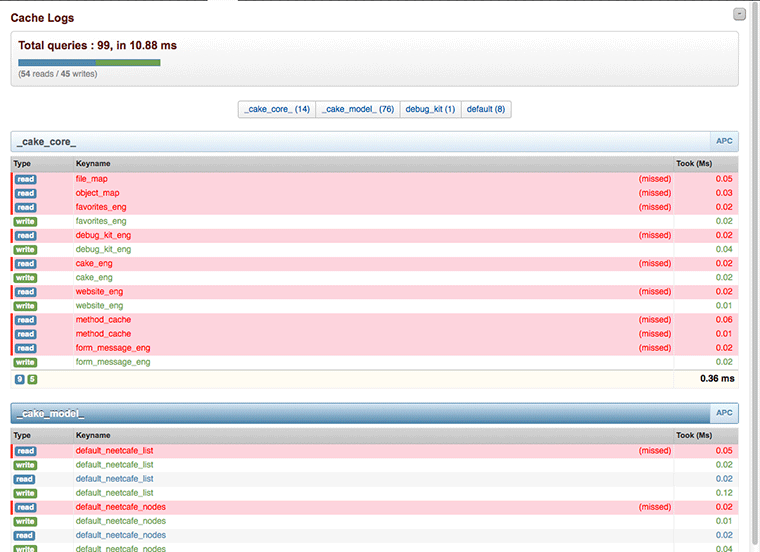 Cache Logs
-
Total queries : 99, in 10.88 ms
(54 reads / 45 writes)
_cake_core_ (14) _cake_model_ (76) debug_kit (1) default (8)
_cake_core_ APC
Type Keyname Took (Ms)
read file_map (missed) 0.05
read object_map (missed) 0.03
read favorites_eng (missed) 0.02
write favorites_eng 0.02
read debug_kit_eng (missed) 0.02
write debug_kit_eng 0.04
read cake_eng (missed) 0.02
write cake_eng 0.02
read website_eng (missed) 0.02
write website_eng 0.01
read method_cache (missed) 0.06
read method_cache (missed) 0.01
read form_message_eng (missed) 0.02
write form_message_eng 0.02
9 5 0.36 ms
_cake_model_ APC
Type Keyname Took (Ms)
read default_neetcafe_list (missed) 0.05
write default_neetcafe_list 0.02
read default_neetcafe_list 0.02
write default_neetcafe_list 0.12
read default_neetcafe_nodes (missed) 0.02
write default_neetcafe_nodes 0.01
read default_neetcafe_nodes 0.02
write default_neetcafe_nodes 0.04